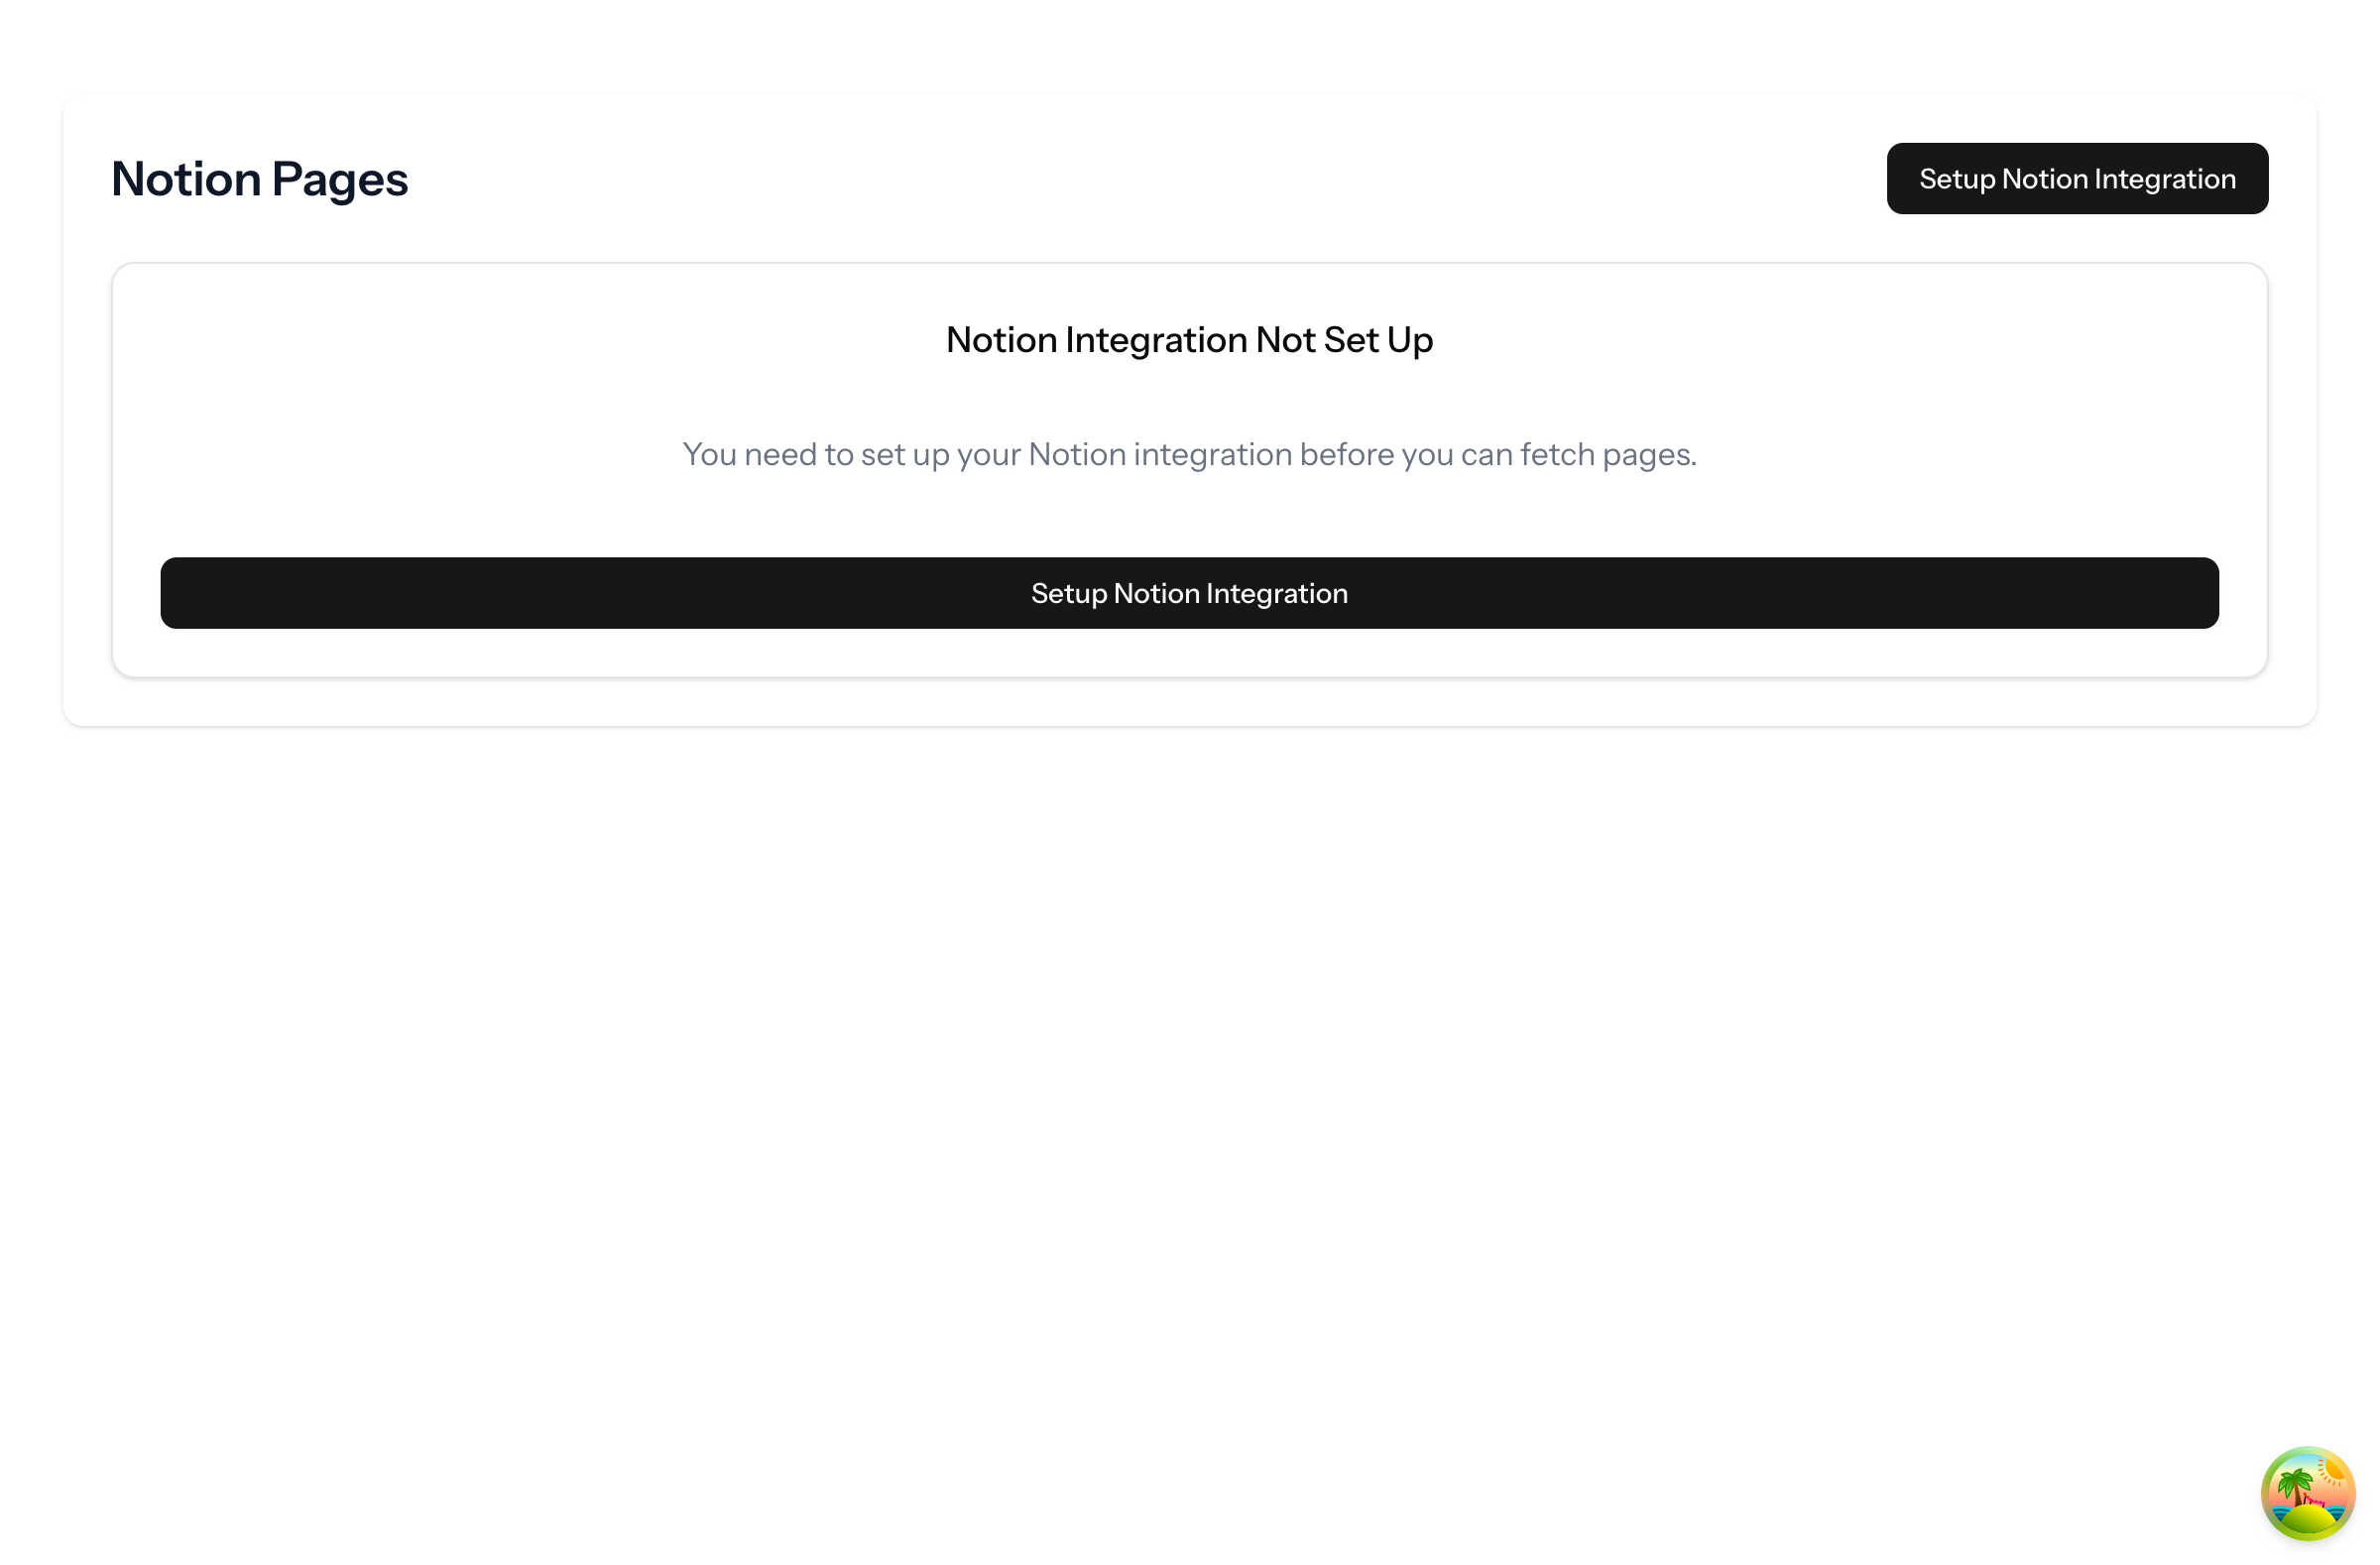 Notion Pages
Setup Notion Integration
Notion Integration Not Set Up
You need to set up your Notion integration before you can fetch pages.
Setup Notion Integration